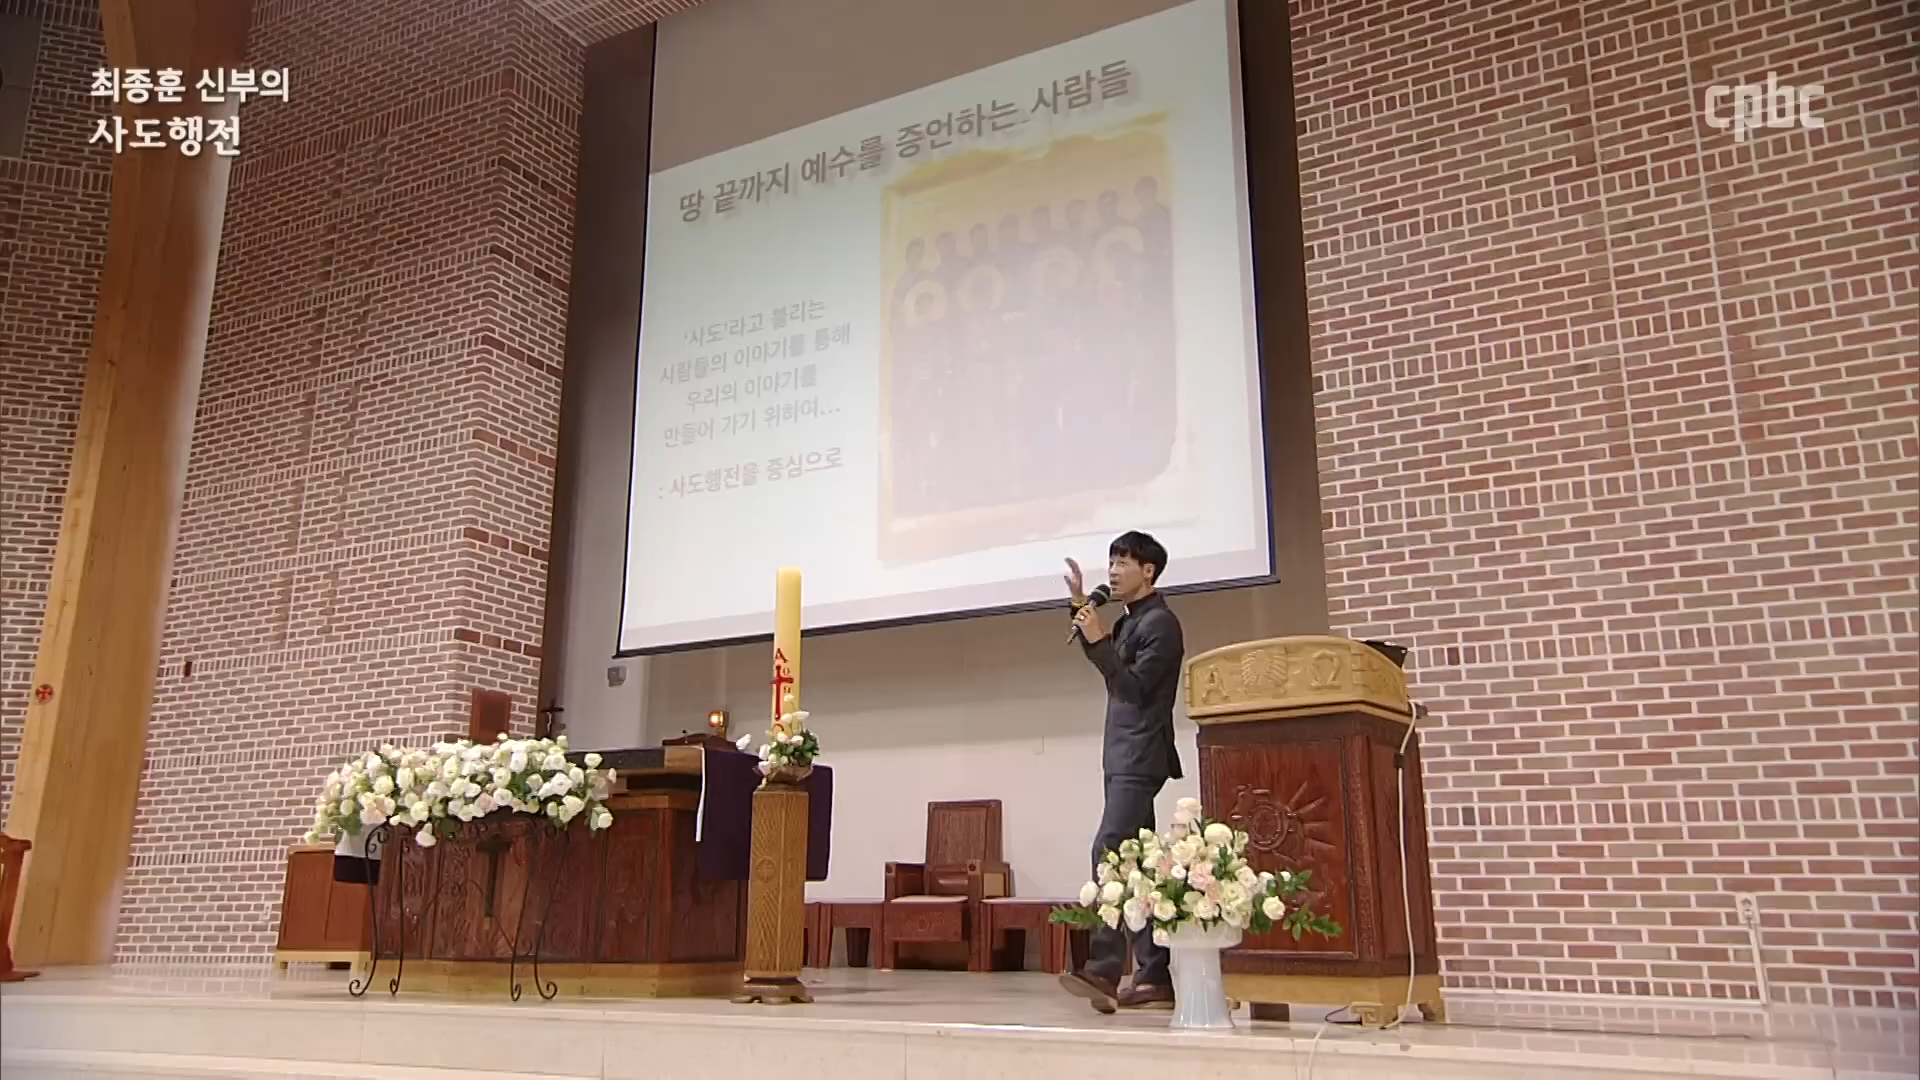 최종훈 신부의
사도행전
cpbc
땅 끝까지 예수를 증언하는 사람들
'사도'라고 불리는
사람들의 이야기를 통해
우리의 이야기를
만들어 가기 위하여...
: 사도행전을 중심으로
Α Ω
Α Ω